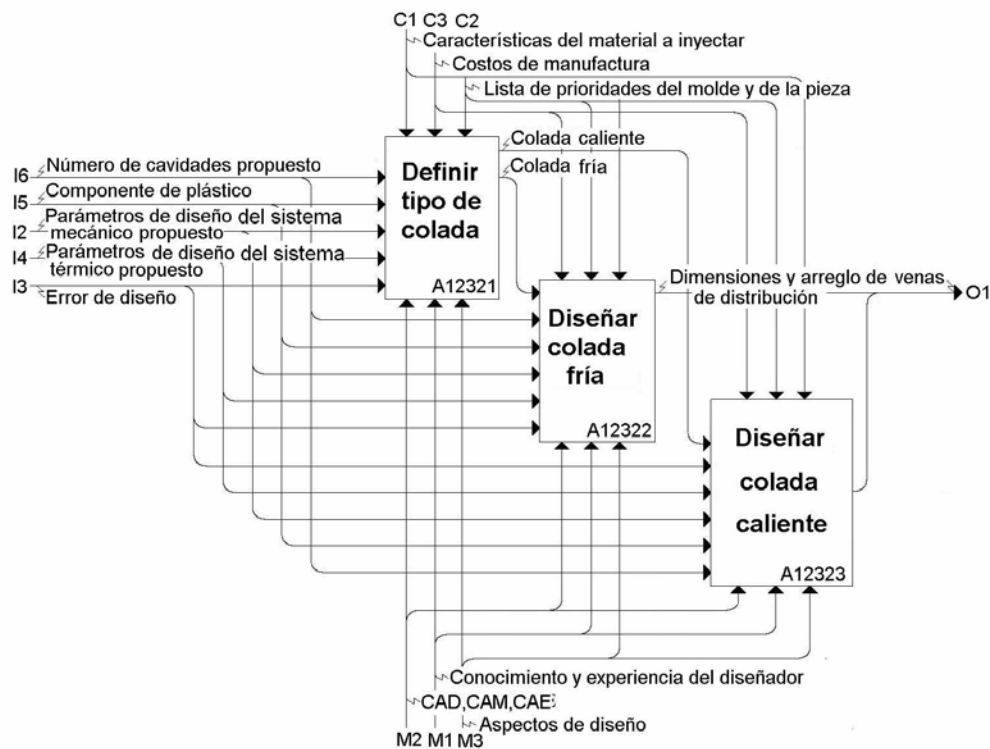 C1 C3 C2
Características del material a inyectar
Costos de manufactura
Lista de prioridades del molde y de la pieza
Colada caliente
Colada fría
Definir
tipo de
colada
A12321
I6
Número de cavidades propuesto
I5
Componente de plástico
I2
Parámetros de diseño del sistema
mecánico propuesto
I4
Parámetros de diseño del sistema
térmico propuesto
I3
Error de diseño
Dimensiones y arreglo de venas
de distribución
O1
Diseñar
colada
fría
A12322
Diseñar
colada
caliente
A12323
Conocimiento y experiencia del diseñador
CAD,CAM,CAE
Aspectos de diseño
M2 M1 M3